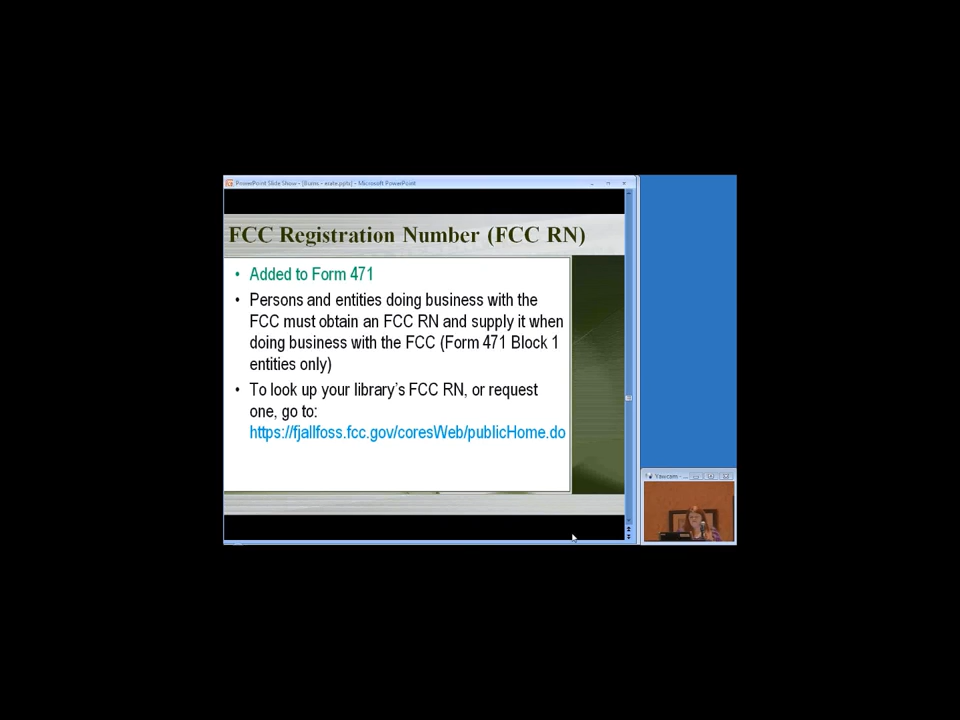 PowerPoint Slide Show - [Burns - erate.pptx] - Microsoft PowerPoint
FCC Registration Number (FCC RN)
• Added to Form 471
• Persons and entities doing business with the
FCC must obtain an FCC RN and supply it when
doing business with the FCC (Form 471 Block 1
entities only)
• To look up your library's FCC RN, or request
one, go to:
https://fjallfoss.fcc.gov/coresWeb/publicHome.do
Yawcam - ...